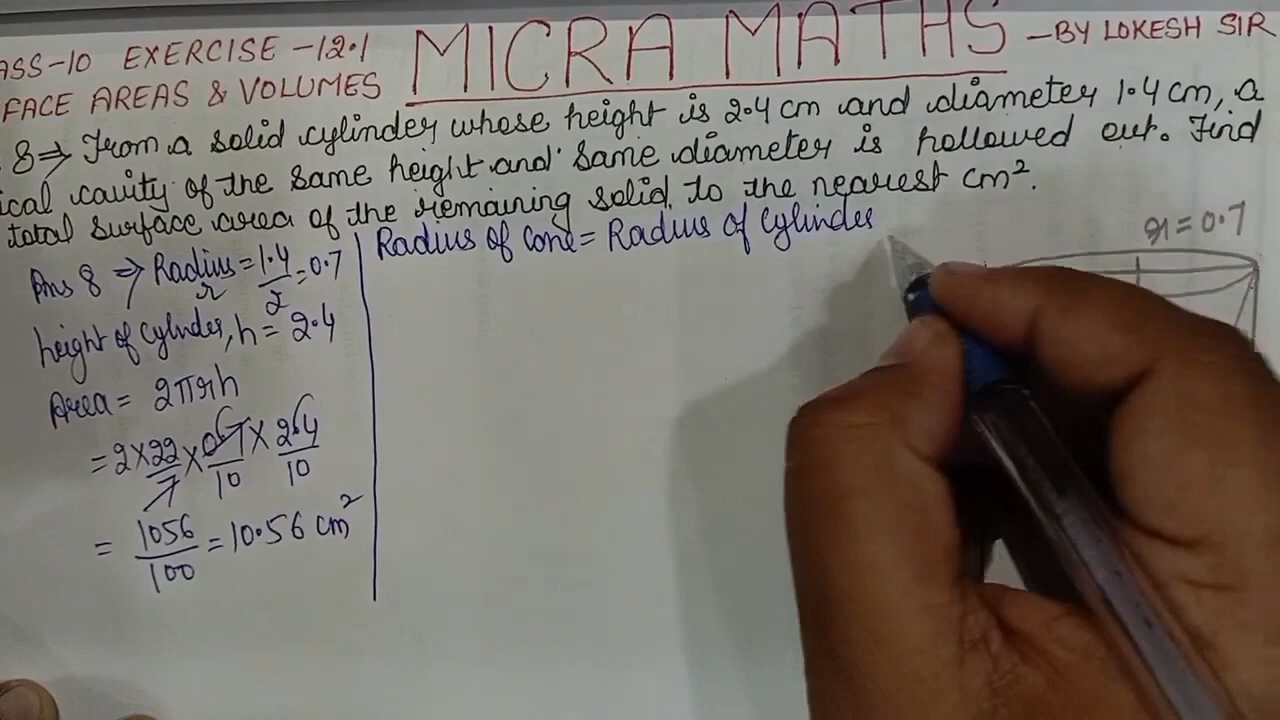 ASS-10 EXERCISE-12.1
FACE AREAS & VOLUMES
MICRA MATHS
-BY LOKESH SIR
8⇒ From a solid cylinder whose height is 2.4 cm and diameter 1.4 cm, a
ical cavity of the same height and same diameter is hollowed out. Find
total surface area of the remaining solid to the nearest cm².
Ans 8 ⇒ Radius = 1.4/2 = 0.7
r
height of cylinder, h = 2.4
Area = 2πrh
= 2 × 22/7 × 0.7/10 × 2.4/10
= 1056/100 = 10.56 cm²
Radius of cone = Radius of cylinder
r = 0.7